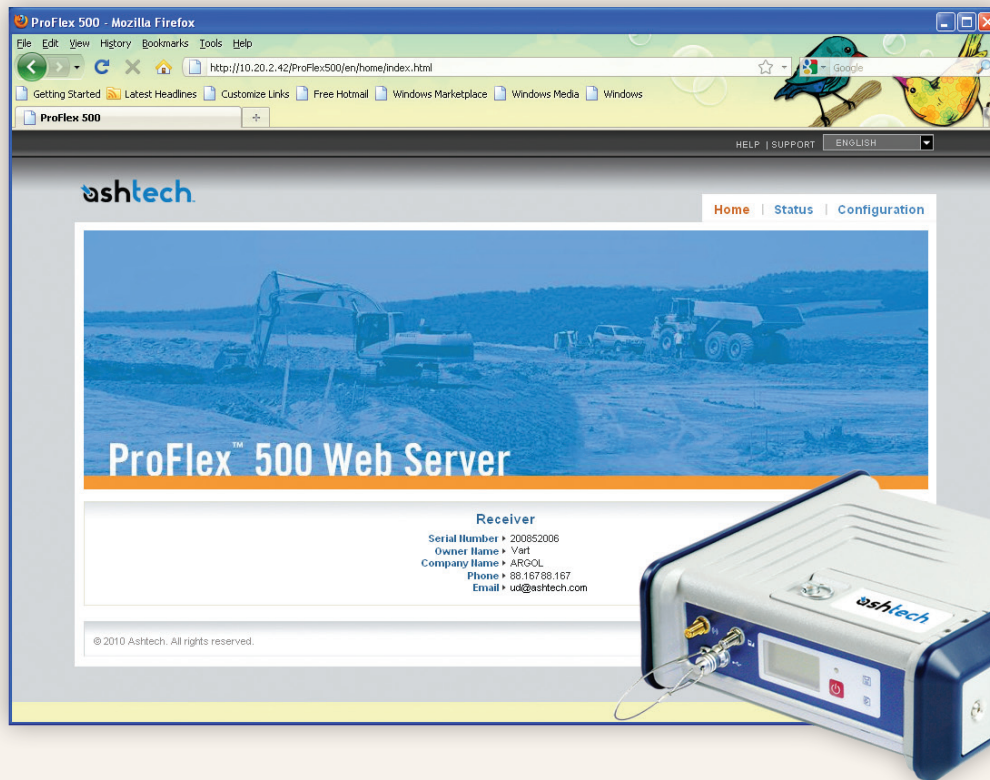 ProFlex 500 - Mozilla Firefox
File Edit View History Bookmarks Tools Help
http://10.20.2.42/ProFlex500/en/home/index.html
Google
Getting Started Latest Headlines Customize Links Free Hotmail Windows Marketplace Windows Media Windows
ProFlex 500
HELP | SUPPORT ENGLISH
ashtech.
Home | Status | Configuration
ProFlex™ 500 Web Server
Receiver
Serial Number 200852006
Owner Name Vart
Company Name ARGOL
Phone 88.16788.167
Email ud@ashtech.com
ashtech
© 2010 Ashtech. All rights reserved.